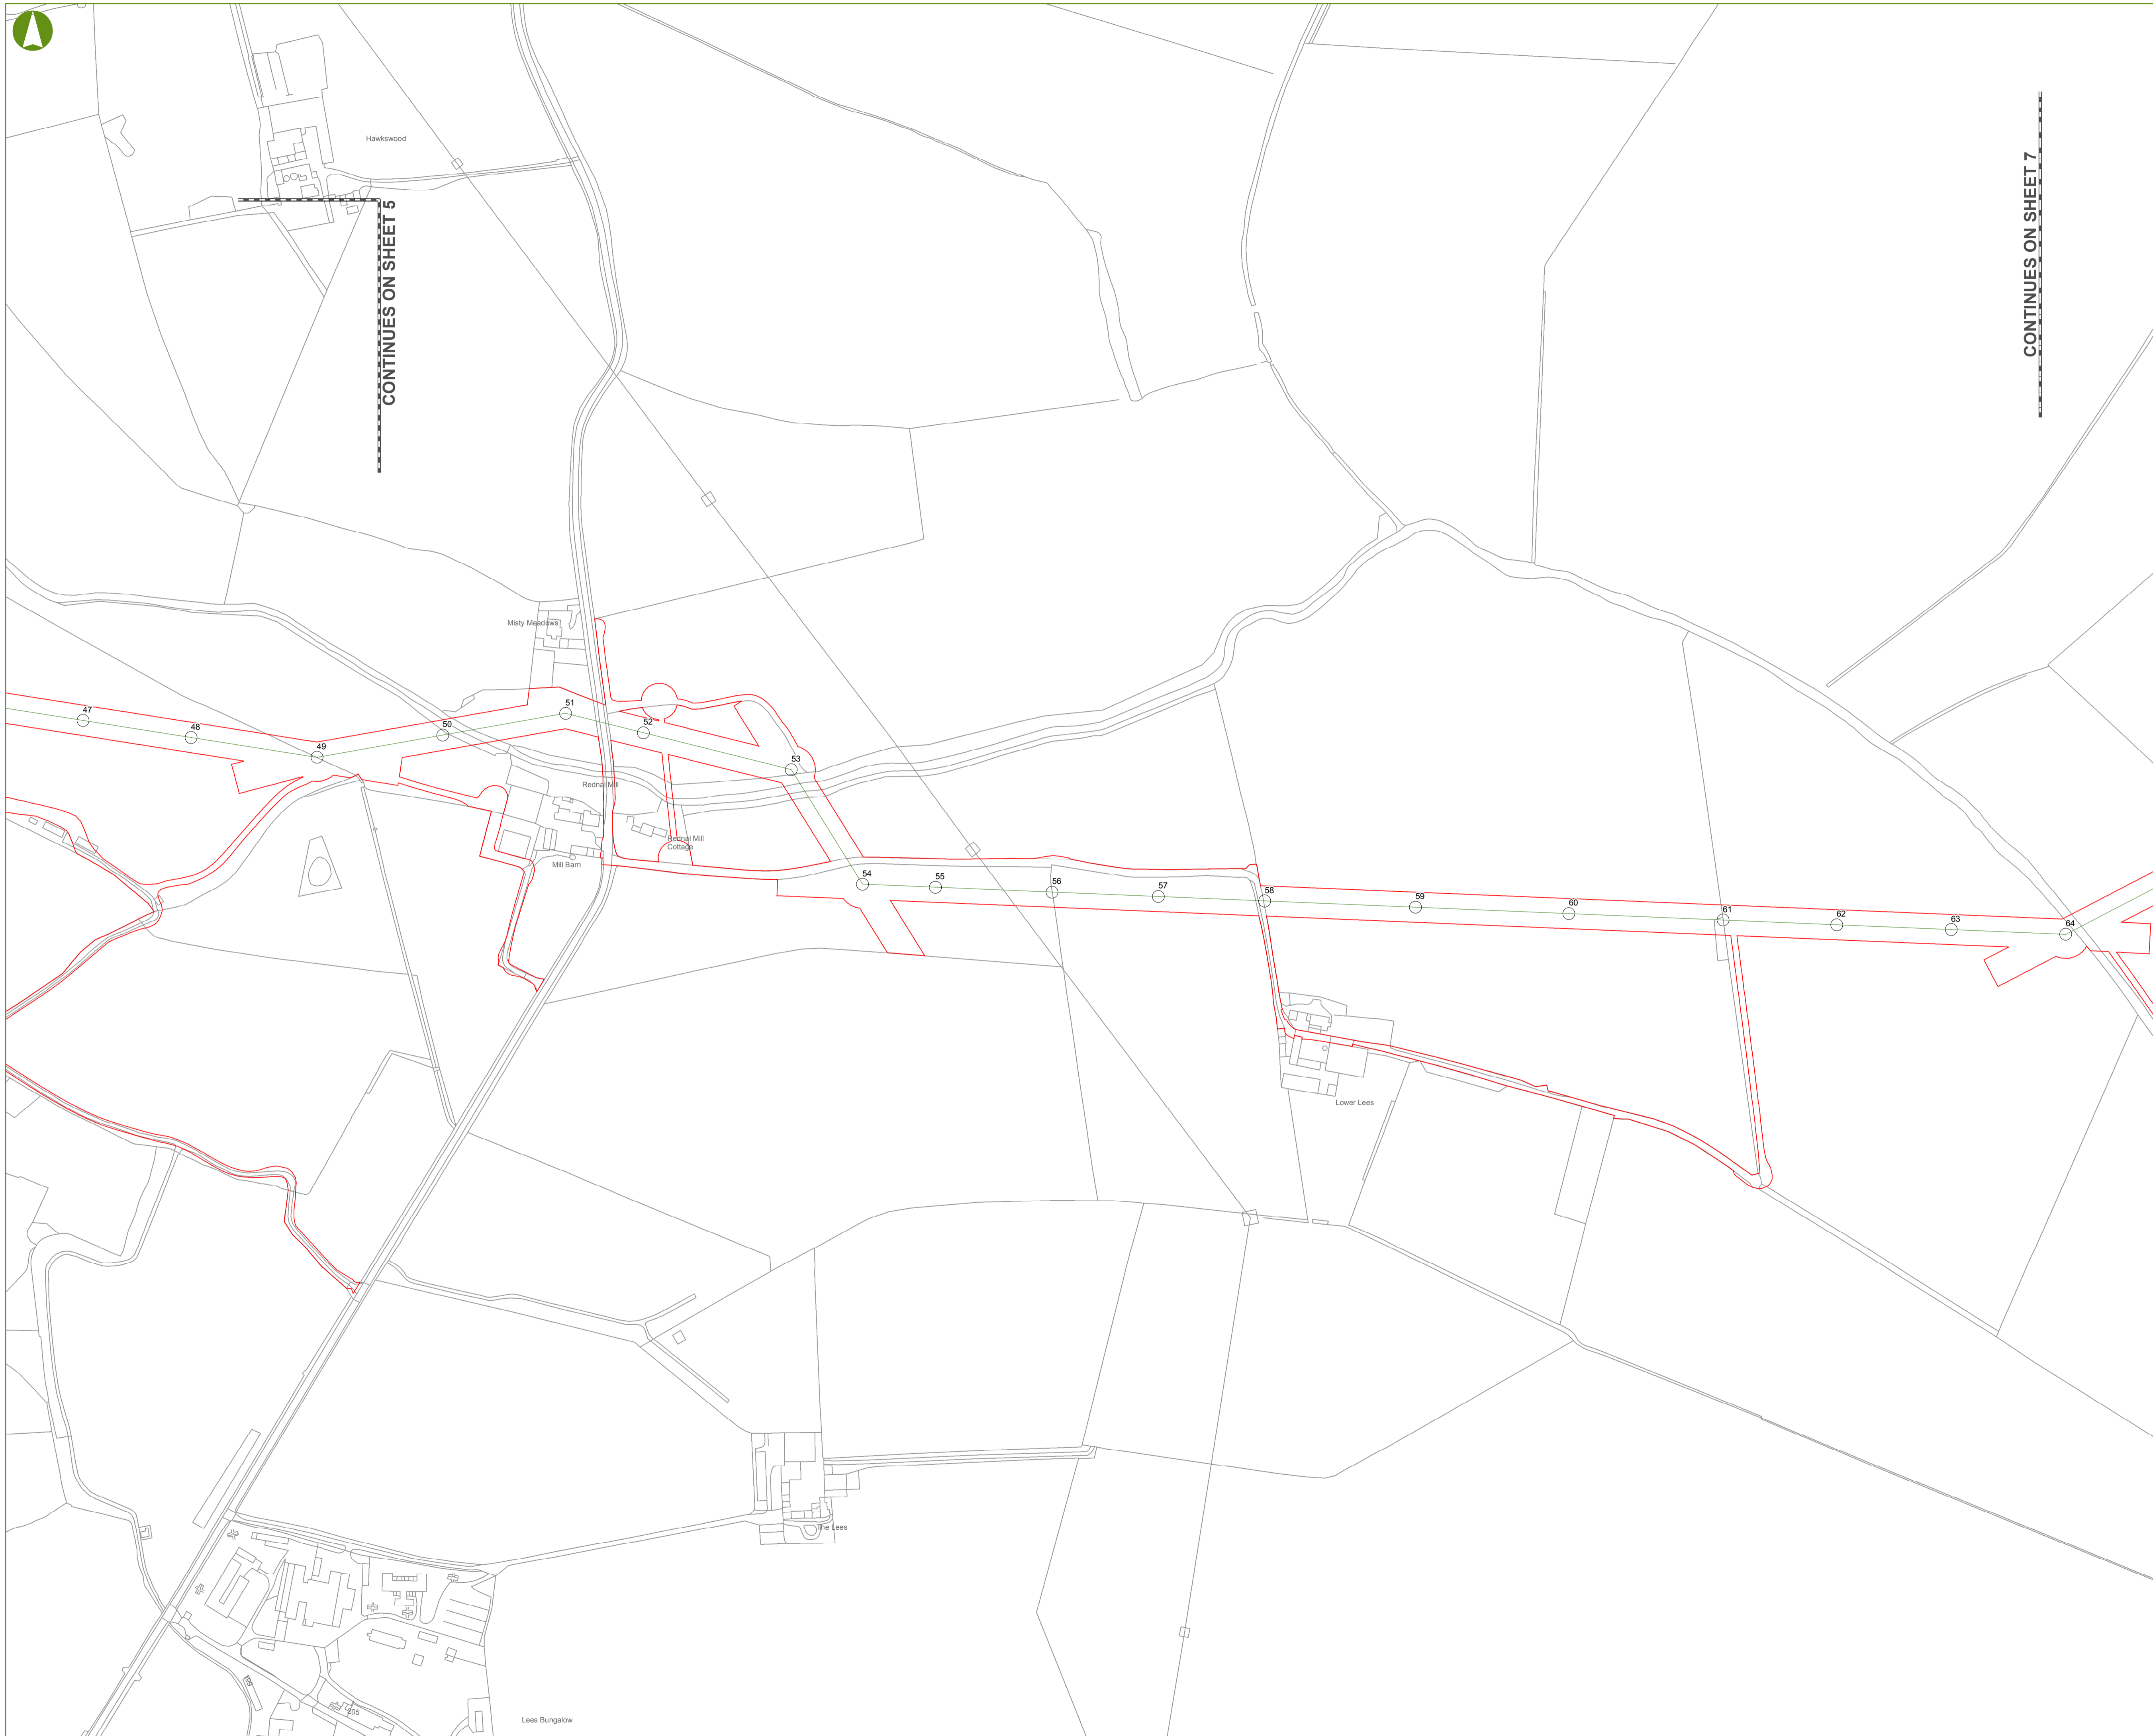 Hawkswood
CONTINUES ON SHEET 5
CONTINUES ON SHEET 7
Misty Meadows
47
48
49
50
51
52
53
Rednal Mill
Rednal Mill
Cottage
Mill Barn
54
55
56
57
58
59
60
61
62
63
64
Lower Lees
The Lees
205
Lees Bungalow